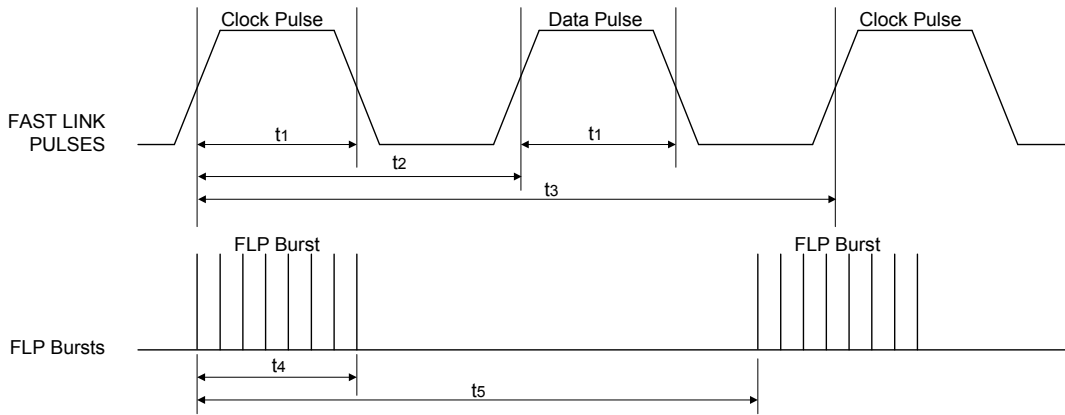 Clock Pulse Data Pulse Clock Pulse
FAST LINK
PULSES
t1 t1
t2
t3
FLP Burst FLP Burst
FLP Bursts
t4
t5